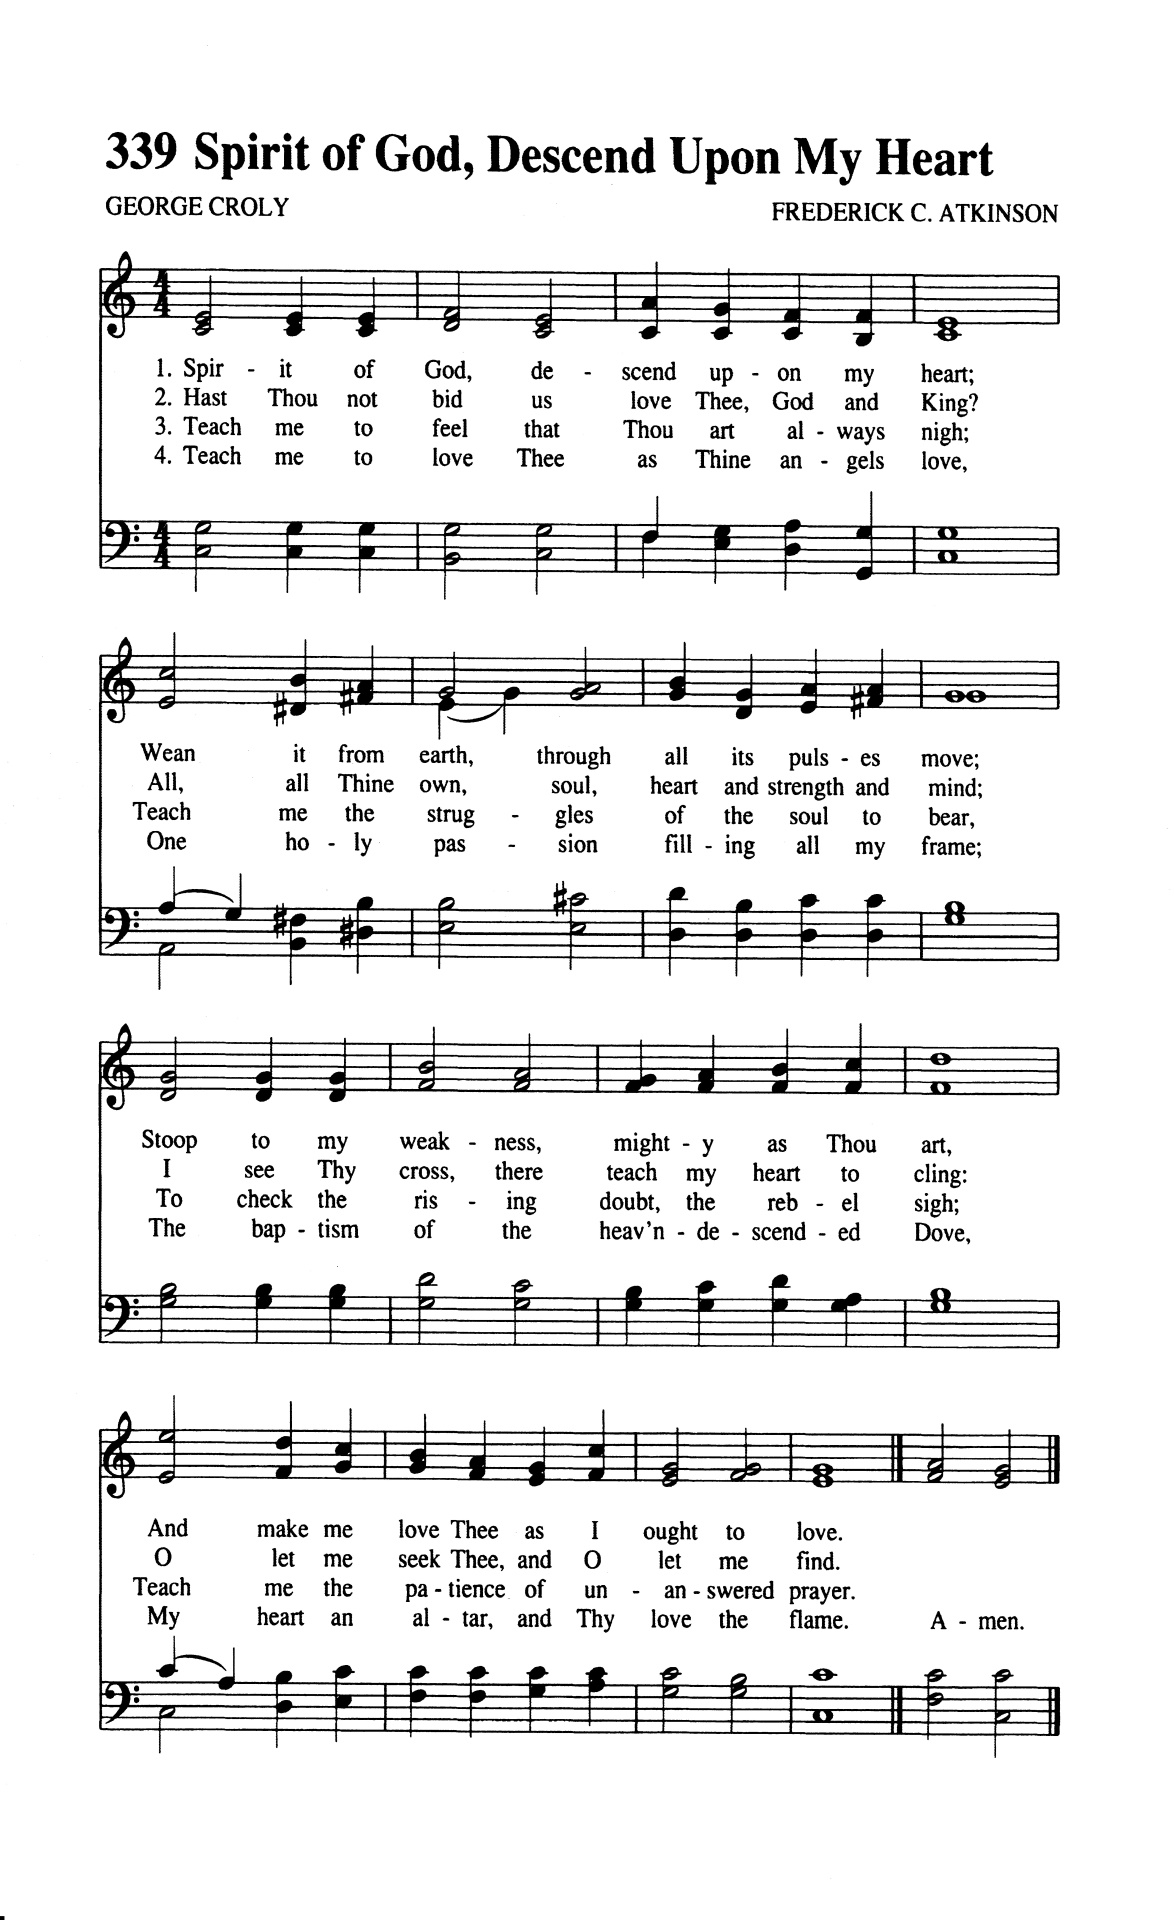 339 Spirit of God, Descend Upon My Heart
GEORGE CROLY
FREDERICK C. ATKINSON
4
4
1. Spir - it of God, de - scend up - on my heart;
2. Hast Thou not bid us love Thee, God and King?
3. Teach me to feel that Thou art al - ways nigh;
4. Teach me to love Thee as Thine an - gels love,
4
4
Wean it from earth, through all its puls - es move;
All, all Thine own, soul, heart and strength and mind;
Teach me the strug - gles of the soul to bear,
One ho - ly pas - sion fill - ing all my frame;
Stoop to my weak - ness, might - y as Thou art,
I see Thy cross, there teach my heart to cling:
To check the ris - ing doubt, the reb - el sigh;
The bap - tism of the heav'n - de - scend - ed Dove,
And make me love Thee as I ought to love.
O let me seek Thee, and O let me find.
Teach me the pa - tience of un - an - swered prayer.
My heart an al - tar, and Thy love the flame. A - men.